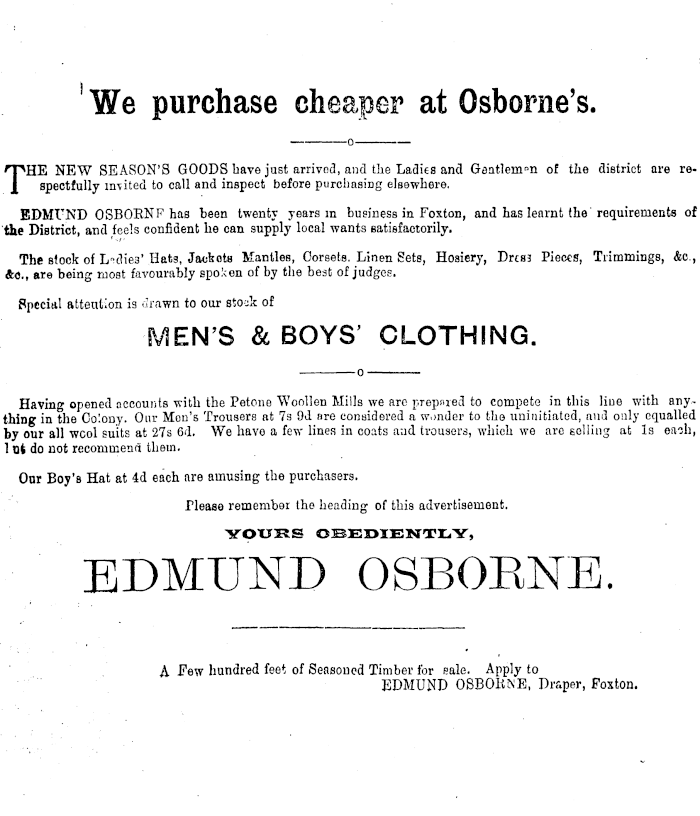 We purchase cheaper at Osborne's.
THE NEW SEASON'S GOODS have just arrived, and the Ladies and Gentlemen of the district are re-
spectfully invited to call and inspect before purchasing elsewhere.
EDMUND OSBORNE has been twenty years in business in Foxton, and has learnt the requirements of
the District, and feels confident he can supply local wants satisfactorily.
The stock of Ladies' Hats, Jackets Mantles, Corsets. Linen Sets, Hosiery, Dress Pieces, Trimmings, &c.,
&c., are being most favourably spoken of by the best of judges.
Special attention is drawn to our stock of
MEN'S & BOYS' CLOTHING.
Having opened accounts with the Petone Woollen Mills we are prepared to compete in this line with any-
thing in the Colony. Our Men's Trousers at 7s 9d are considered a wonder to the uninitiated, and only equalled
by our all wool suits at 27s 6d. We have a few lines in coats and trousers, which we are selling at 1s each,
but do not recommend them.
Our Boy's Hat at 4d each are amusing the purchasers.
Please remember the heading of this advertisement.
YOURS OBEDIENTLY,
EDMUND OSBORNE.
A Few hundred feet of Seasoned Timber for sale. Apply to
EDMUND OSBORNE, Draper, Foxton.